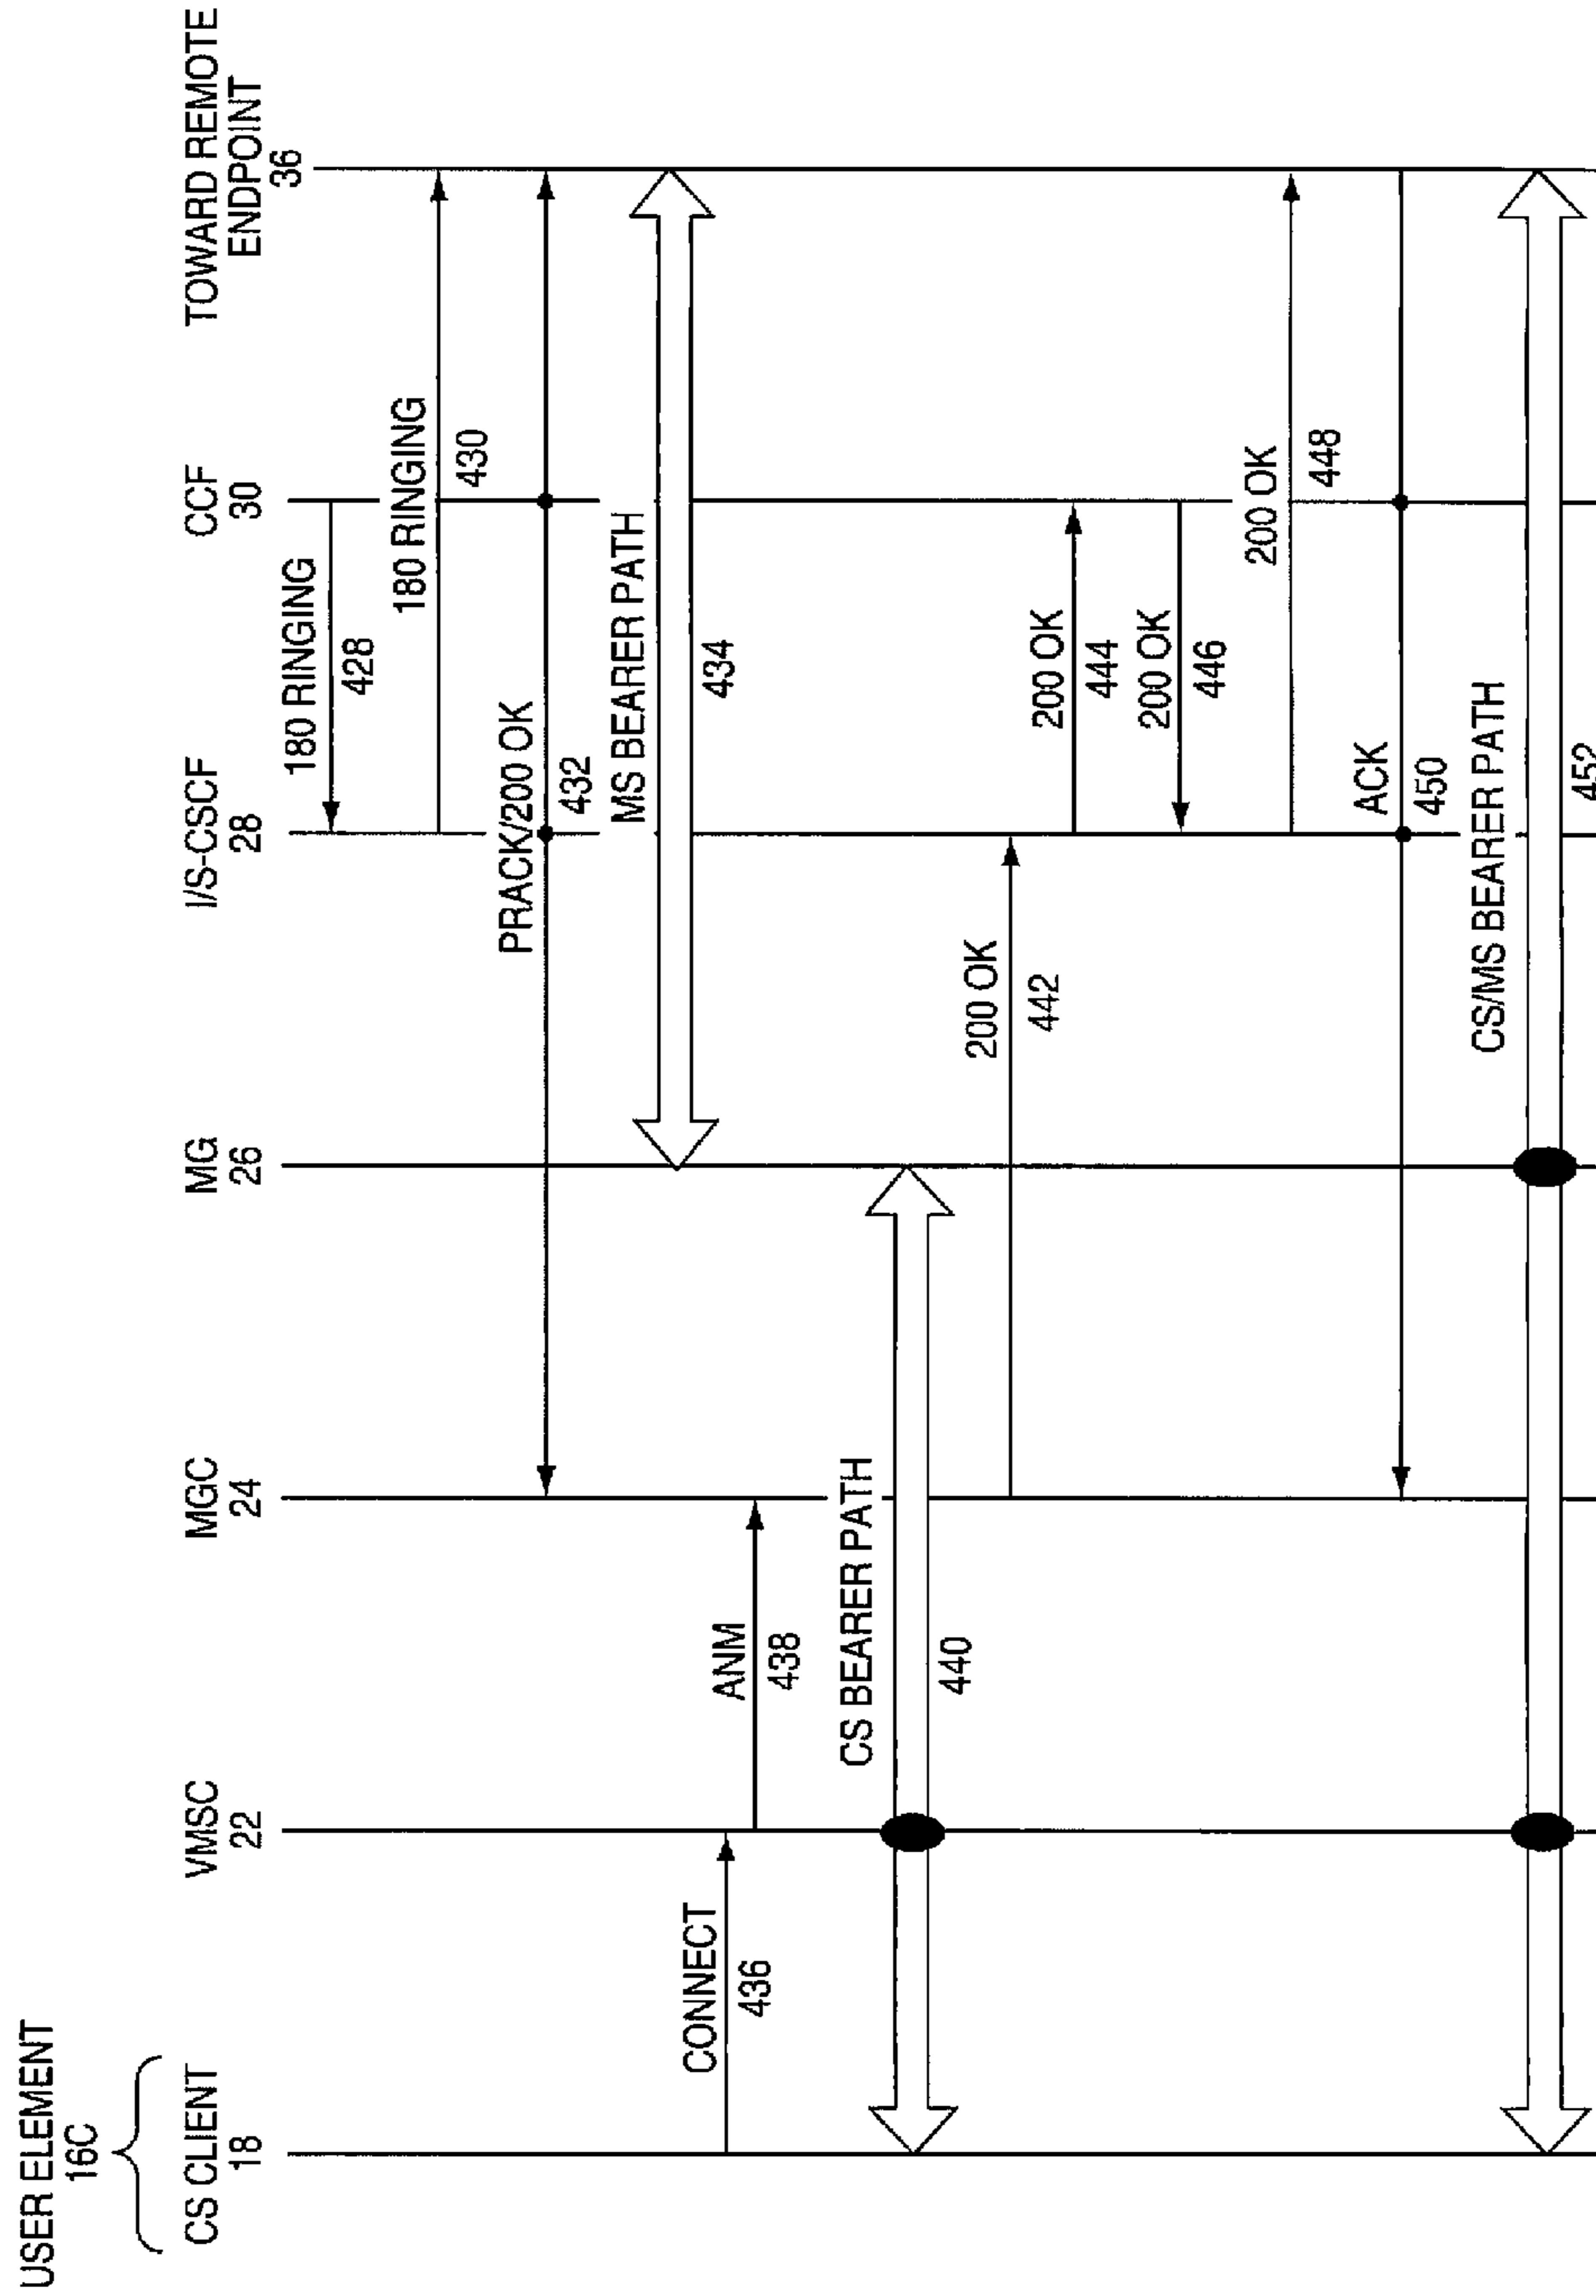 USER ELEMENT
16C
CS CLIENT
18
VMSC
22
MGC
24
MG
26
I/S-CSCF
28
CCF
30
TOWARD REMOTE
ENDPOINT
36
180 RINGING
428
180 RINGING
430
PRACK/200 OK
432
MS BEARER PATH
434
CONNECT
436
ANM
438
CS BEARER PATH
440
200 OK
442
200 OK
444
200 OK
446
200 OK
448
ACK
450
CS/MS BEARER PATH
452